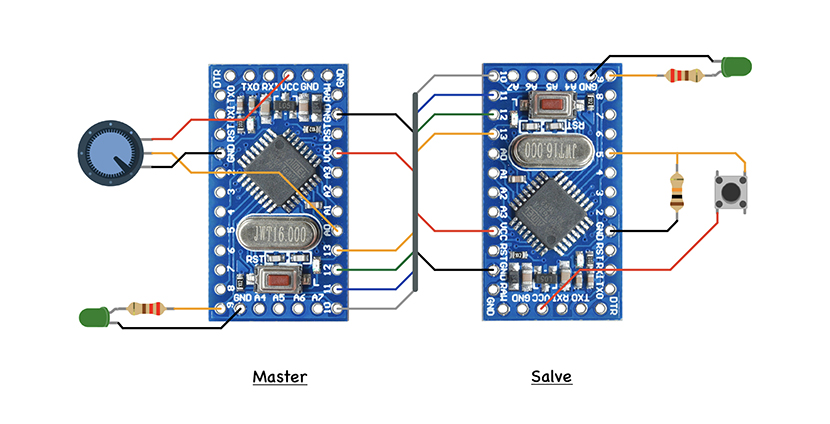 DTR TXO RXI VCC GND GND
TXO
RXI
RST
GND
2
3
4
5
6
7
8
9
RAW
GND
RST
VCC
A3
A2
A1
A0
13
12
11
10
RST
JWT16.000
GND A4 A5 A6 A7
10 A7 A6 A5 A4 GND 9
11
12
13
A0
A1
A2
A3
VCC
RST
GND
RAW
8
7
6
5
4
3
2
GND
RST
RXI
TXO
RST
JWT16.000
GND GND VCC RXI TXO DTR
Master
Salve